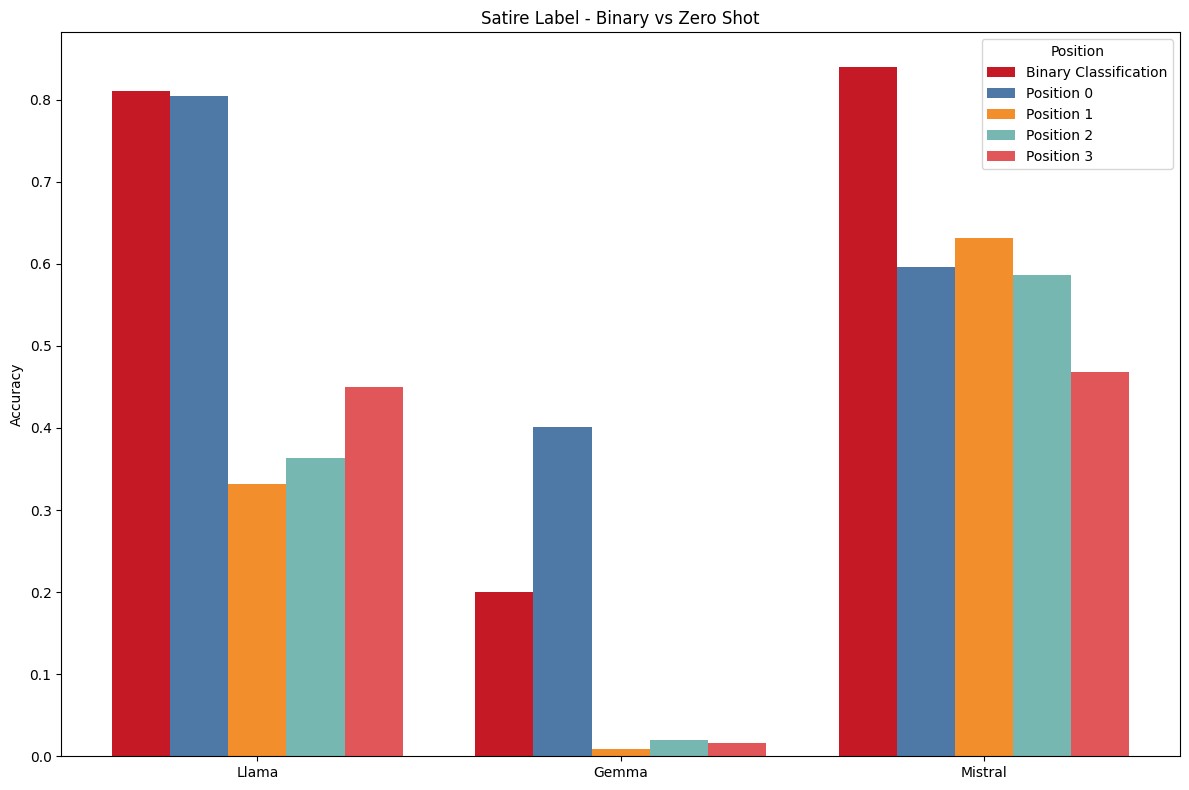 Satire Label - Binary vs Zero Shot
Position
Binary Classification
Position 0
Position 1
Position 2
Position 3
Accuracy
0.8
0.7
0.6
0.5
0.4
0.3
0.2
0.1
0.0
Llama
Gemma
Mistral